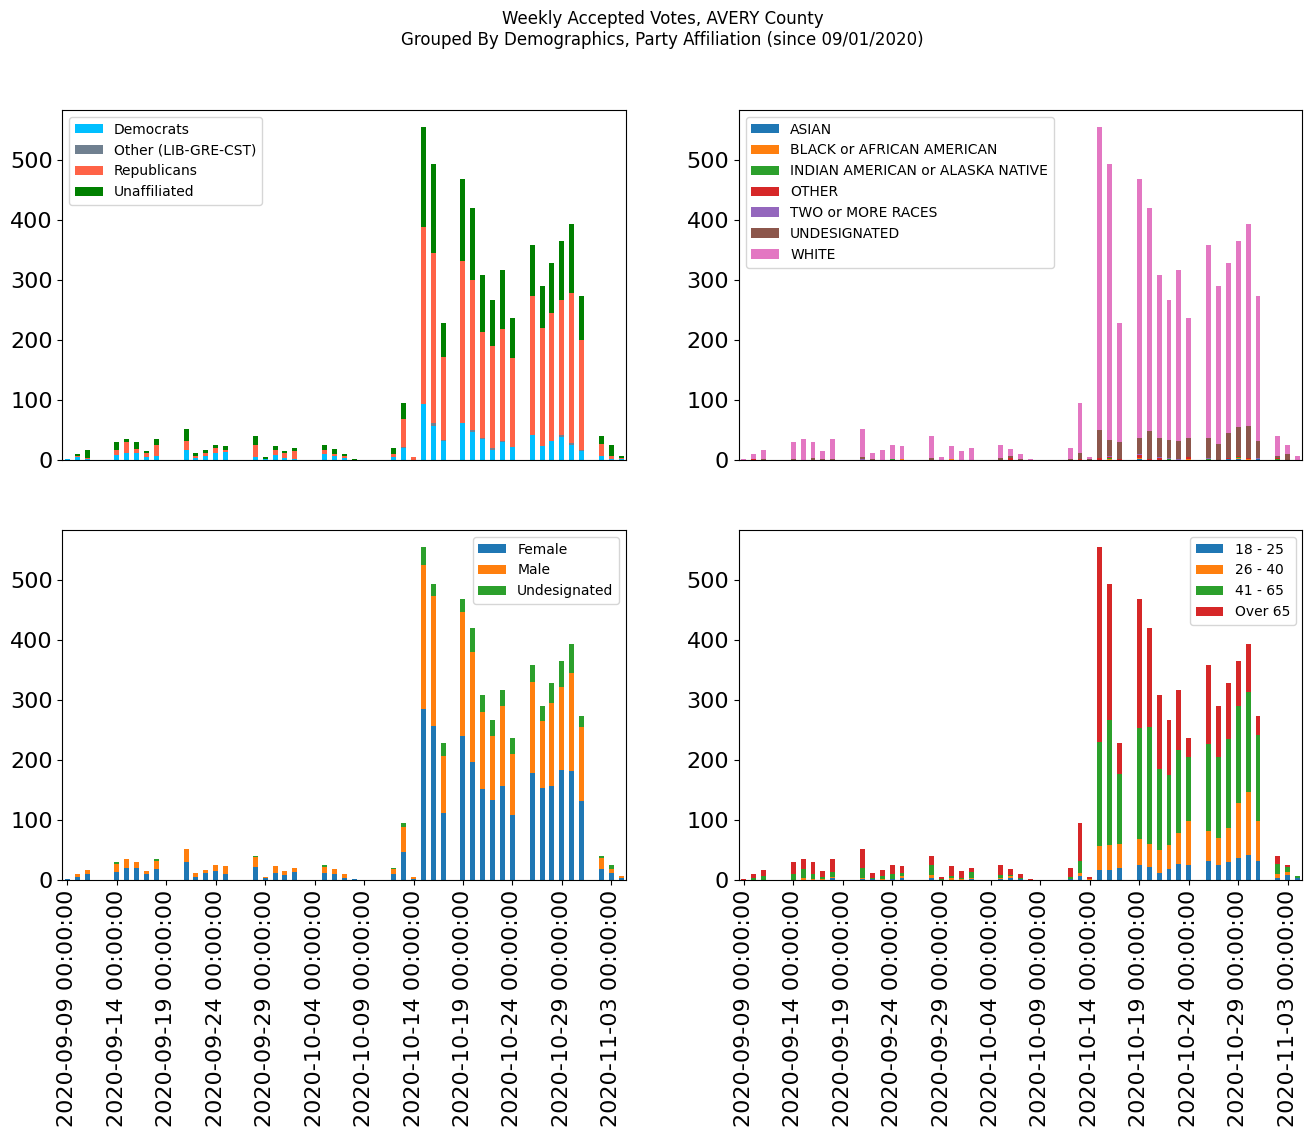 Weekly Accepted Votes, AVERY County
Grouped By Demographics, Party Affiliation (since 09/01/2020)
500
400
300
200
100
0
Democrats
Other (LIB-GRE-CST)
Republicans
Unaffiliated
500
400
300
200
100
0
ASIAN
BLACK or AFRICAN AMERICAN
INDIAN AMERICAN or ALASKA NATIVE
OTHER
TWO or MORE RACES
UNDESIGNATED
WHITE
500
400
300
200
100
0
Female
Male
Undesignated
2020-09-09 00:00:00
2020-09-14 00:00:00
2020-09-19 00:00:00
2020-09-24 00:00:00
2020-09-29 00:00:00
2020-10-04 00:00:00
2020-10-09 00:00:00
2020-10-14 00:00:00
2020-10-19 00:00:00
2020-10-24 00:00:00
2020-10-29 00:00:00
2020-11-03 00:00:00
500
400
300
200
100
0
18 - 25
26 - 40
41 - 65
Over 65
2020-09-09 00:00:00
2020-09-14 00:00:00
2020-09-19 00:00:00
2020-09-24 00:00:00
2020-09-29 00:00:00
2020-10-04 00:00:00
2020-10-09 00:00:00
2020-10-14 00:00:00
2020-10-19 00:00:00
2020-10-24 00:00:00
2020-10-29 00:00:00
2020-11-03 00:00:00